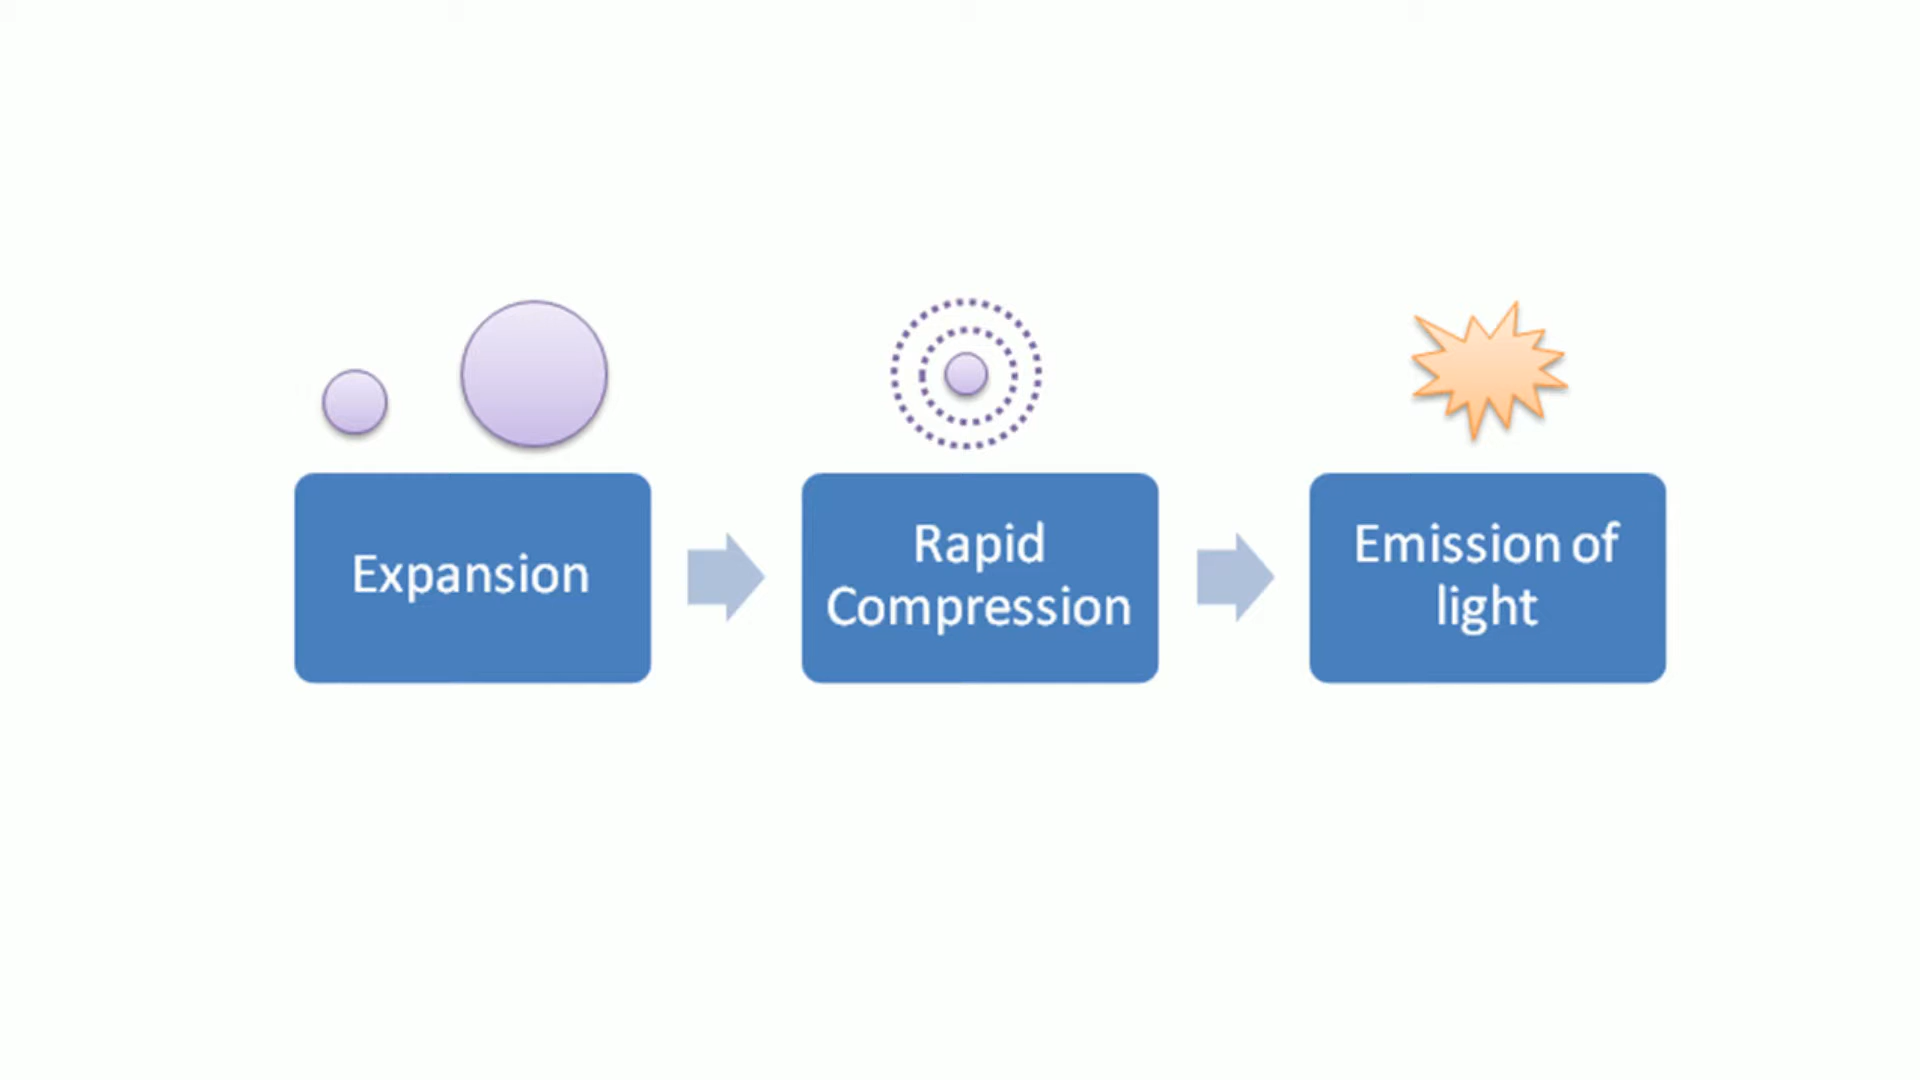 Expansion
Rapid
Compression
Emission of
light